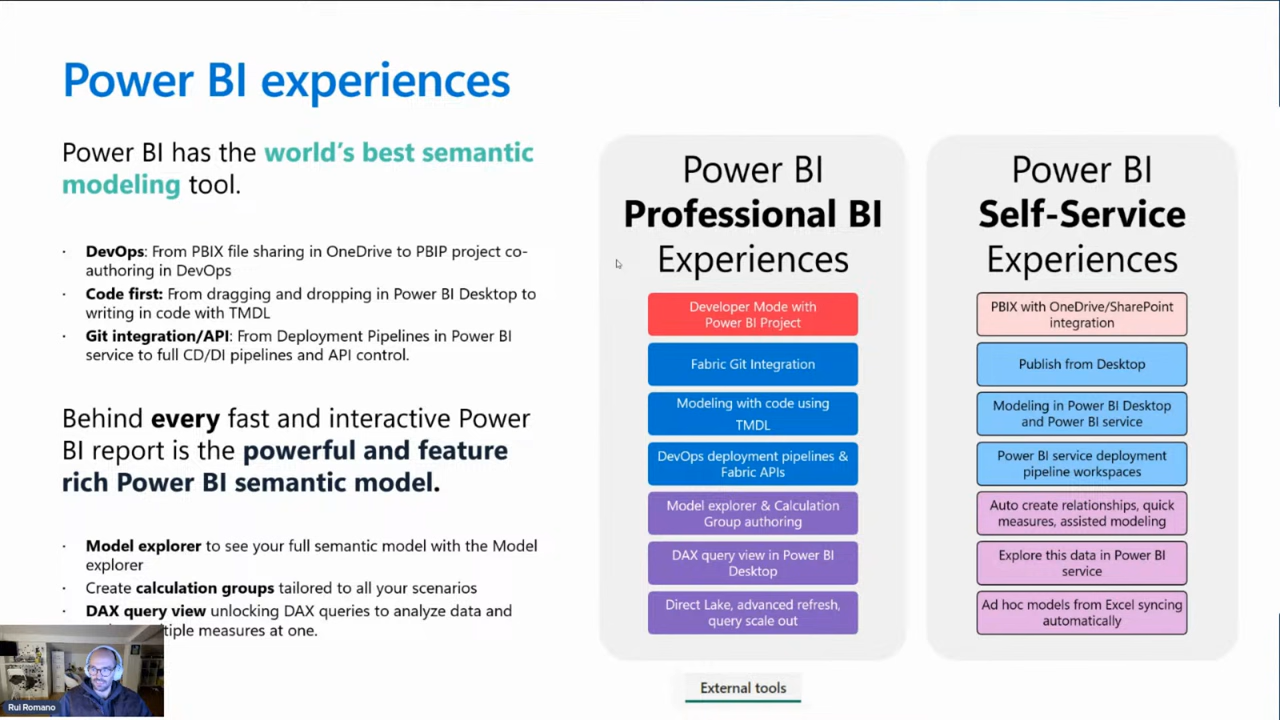 Power BI experiences
Power BI has the world's best semantic
modeling tool.
· DevOps: From PBIX file sharing in OneDrive to PBIP project co-
authoring in DevOps
· Code first: From dragging and dropping in Power BI Desktop to
writing in code with TMDL
· Git integration/API: From Deployment Pipelines in Power BI
service to full CD/DI pipelines and API control.
Behind every fast and interactive Power
BI report is the powerful and feature
rich Power BI semantic model.
· Model explorer to see your full semantic model with the Model
explorer
· Create calculation groups tailored to all your scenarios
· DAX query view unlocking DAX queries to analyze data and
measures at one.
Power BI
Professional BI
Experiences
Developer Mode with
Power BI Project
Fabric Git Integration
Modeling with code using
TMDL
DevOps deployment pipelines &
Fabric APIs
Model explorer & Calculation
Group authoring
DAX query view in Power BI
Desktop
Direct Lake, advanced refresh,
query scale out
Power BI
Self-Service
Experiences
PBIX with OneDrive/SharePoint
integration
Publish from Desktop
Modeling in Power BI Desktop
and Power BI service
Power BI service deployment
pipeline workspaces
Auto create relationships, quick
measures, assisted modeling
Explore this data in Power BI
service
Ad hoc models from Excel syncing
automatically
External tools
Rui Romano